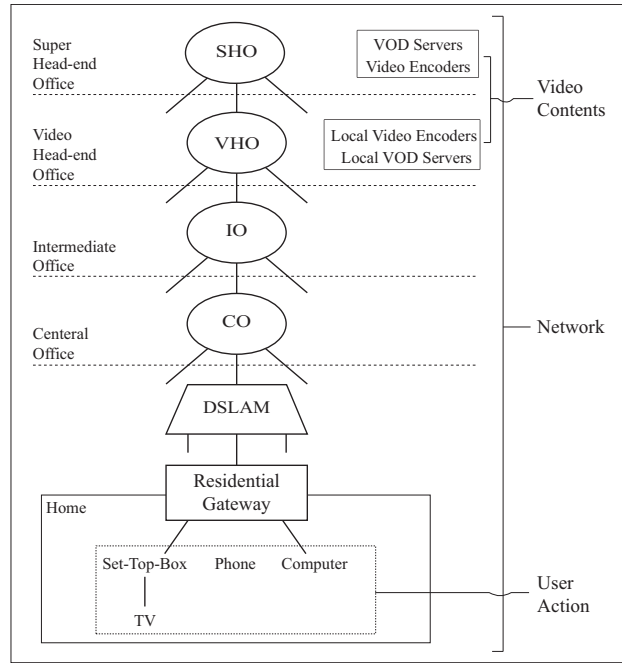 Super
Head-end
Office
SHO
VOD Servers
Video Encoders
Video
Contents
Video
Head-end
Office
VHO
Local Video Encoders
Local VOD Servers
Intermediate
Office
IO
Network
Centeral
Office
CO
DSLAM
Residential
Gateway
Home
Set-Top-Box
Phone
Computer
TV
User
Action